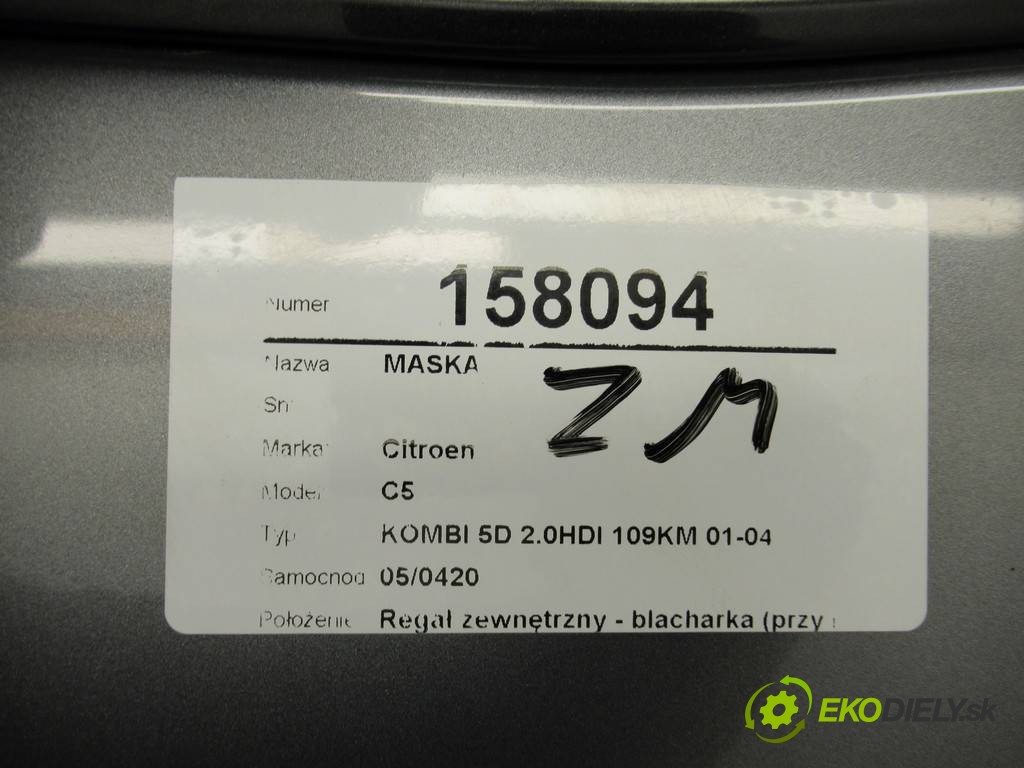 Numer 158094
Nazwa MASKA
Sn
ZM
Marka Citroen
Model C5
Typ KOMBI 5D 2.0HDI 109KM 01-04
Samochod 05/0420
Położenie Regał zewnętrzny - blacharka (przy
EKODIELY.sk